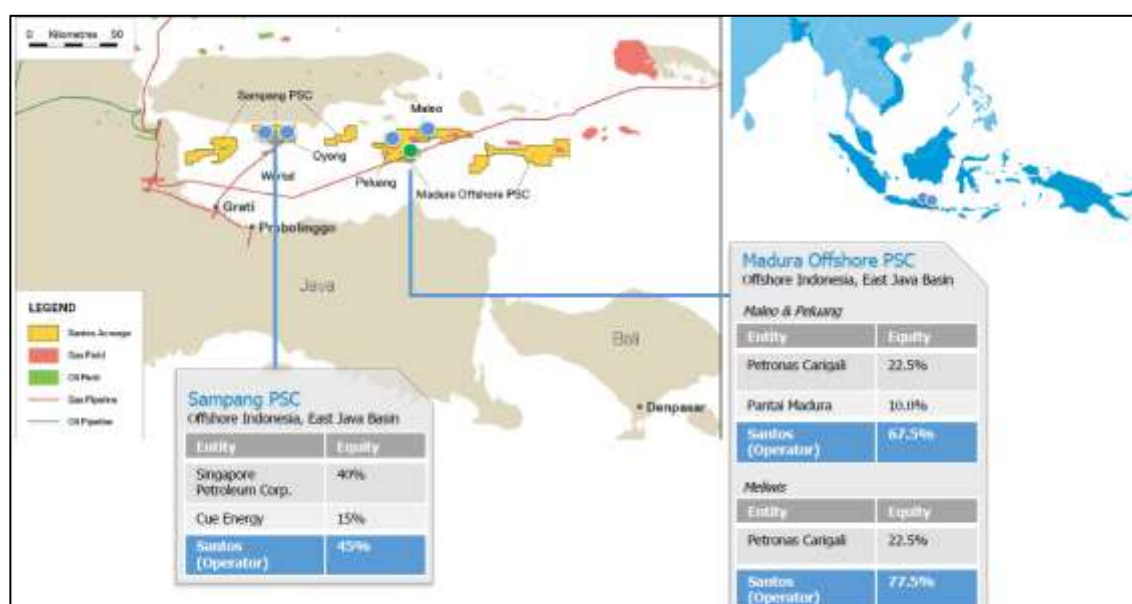 0 Kilometres 50
Sampang PSC
Maleo
Oyong
Wortel
Peluang
Madura Offshore PSC
Grati
Probolinggo
Java
Bali
Denpasar
LEGEND
Santos Acreage
Gas Field
Oil Field
Gas Pipeline
Oil Pipeline
Sampang PSC
Offshore Indonesia, East Java Basin
Entity Equity
Singapore
Petroleum Corp. 40%
Cue Energy 15%
Santos
(Operator) 45%
Madura Offshore PSC
Offshore Indonesia, East Java Basin
Maleo & Peluang
Entity Equity
Petronas Carigali 22.5%
Pantai Madura 10.0%
Santos
(Operator) 67.5%
Meliwis
Entity Equity
Petronas Carigali 22.5%
Santos
(Operator) 77.5%